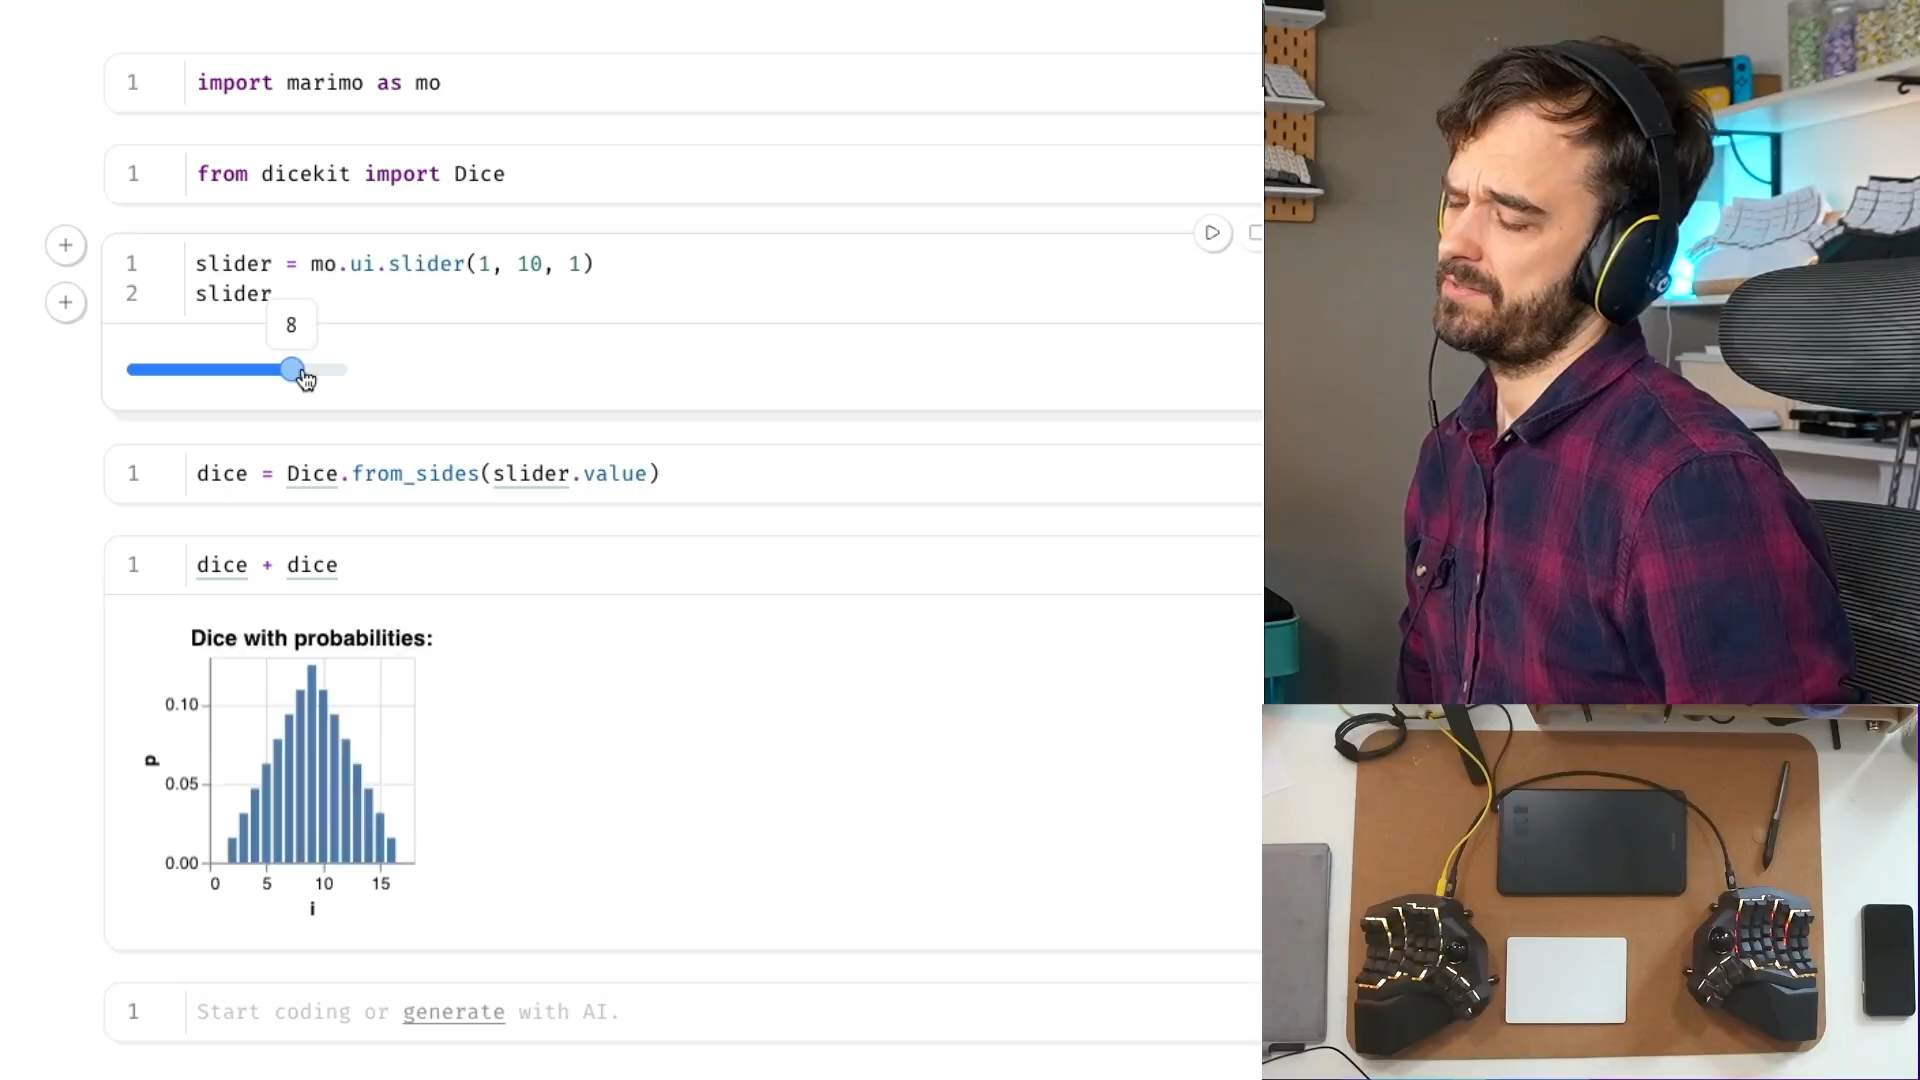 1 import marimo as mo
1 from dicekit import Dice
1 slider = mo.ui.slider(1, 10, 1)
2 slider
8
1 dice = Dice.from_sides(slider.value)
1 dice + dice
Dice with probabilities:
0.10
0.05
0.00
p
0 5 10 15
i
1 Start coding or generate with AI.